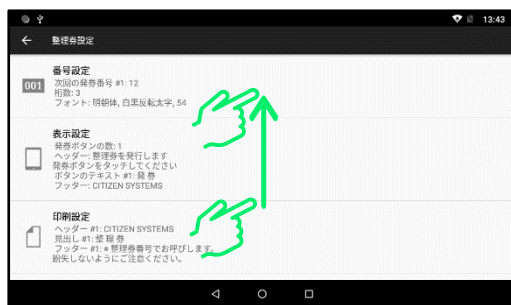 13:43
整理券設定
番号設定
001
次回の発券番号 #1: 12
桁数: 3
フォント: 明朝体, 白黒反転太字, 54
表示設定
発券ボタンの数: 1
ヘッダー: 整理券を発行します
発券ボタンをタッチしてください
ボタンのテキスト #1: 発 券
フッター: CITIZEN SYSTEMS
印刷設定
ヘッダー #1: CITIZEN SYSTEMS
見出し #1: 整 理 券
フッター #1: ※ 整理券番号でお呼びします。
紛失しないようにご注意ください。